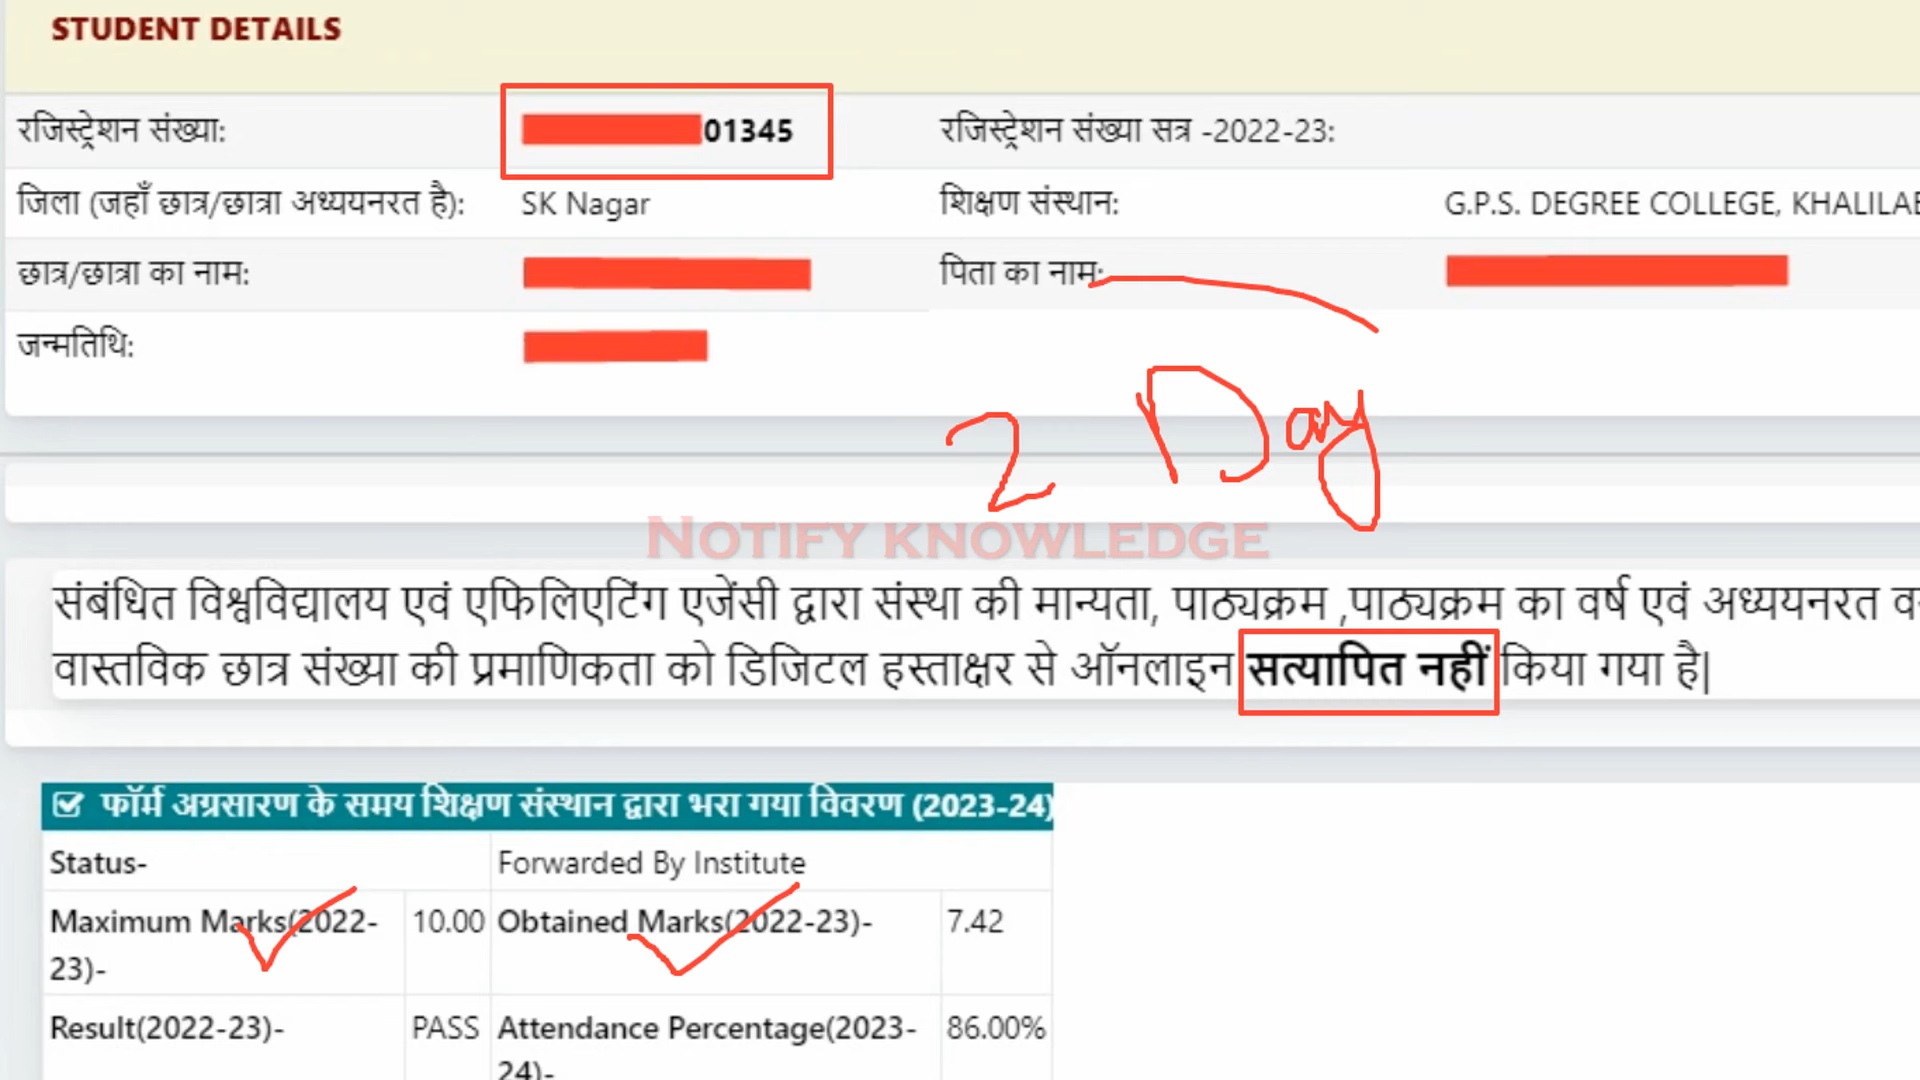 STUDENT DETAILS
रजिस्ट्रेशन संख्या: 01345 रजिस्ट्रेशन संख्या सत्र -2022-23:
जिला (जहाँ छात्र/छात्रा अध्ययनरत है): SK Nagar शिक्षण संस्थान: G.P.S. DEGREE COLLEGE,
छात्र/छात्रा का नाम: पिता का नाम:
जन्मतिथि:
2 Day
NOTIFY KNOWLEDGE
संबंधित विश्वविद्यालय एवं एफिलिएटिंग एजेंसी द्वारा संस्था की मान्यता, पाठ्यक्रम ,पाठ्यक्रम का वर्ष एवं अध्ययनरत
वास्तविक छात्र संख्या की प्रमाणिकता को डिजिटल हस्ताक्षर से ऑनलाइन सत्यापित नहीं किया गया है|
फॉर्म अग्रसारण के समय शिक्षण संस्थान द्वारा भरा गया विवरण (2023-24)
Status- Forwarded By Institute
Maximum Marks(2022- 10.00 Obtained Marks(2022-23)- 7.42
23)-
Result(2022-23)- PASS Attendance Percentage(2023- 86.00%
24)-